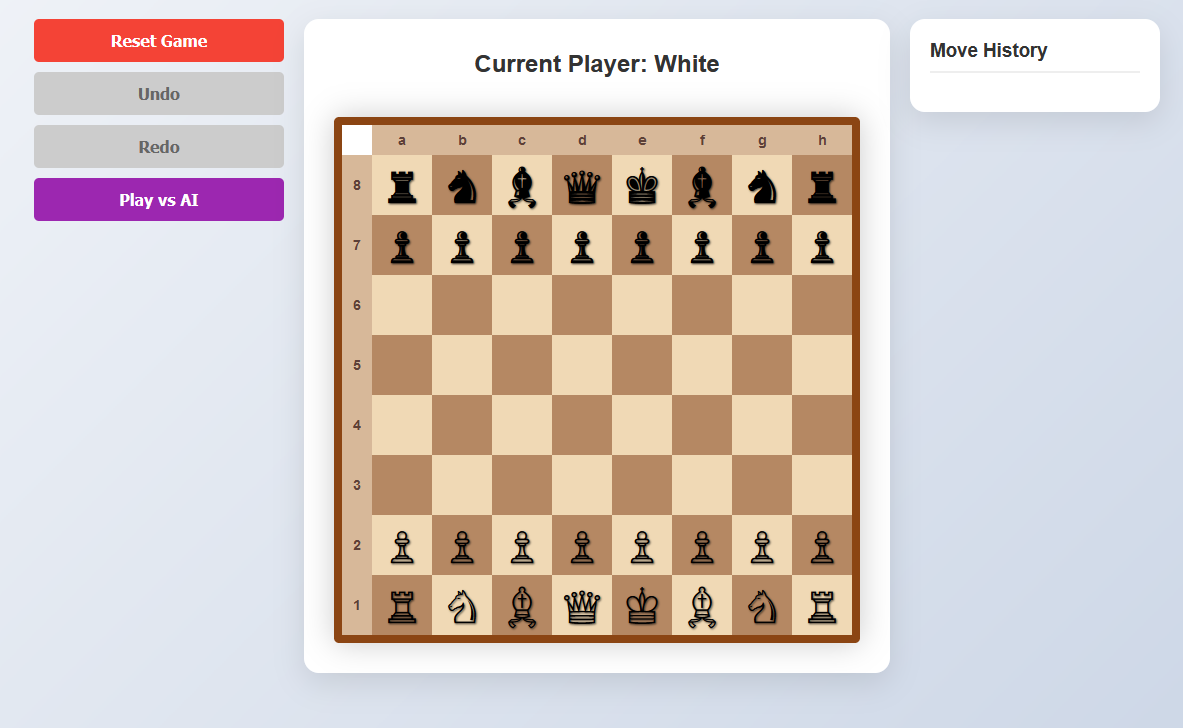 Reset Game
Undo
Redo
Play vs AI
Current Player: White
a b c d e f g h
8
7
6
5
4
3
2
1
Move History